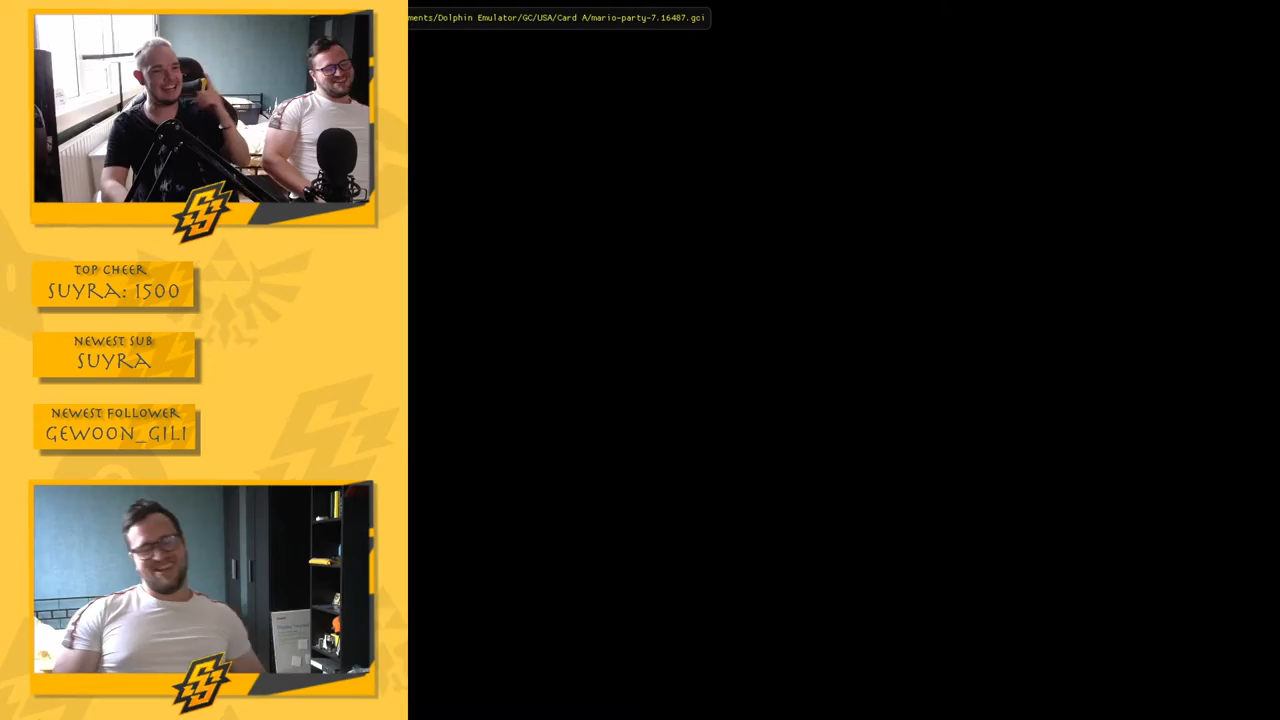 ments/Dolphin Emulator/GC/USA/Card A/mario-party-7.16487.gci
TOP CHEER
SUYRA: 1500
NEWEST SUB
SUYRA
NEWEST FOLLOWER
GEWOON_GILI